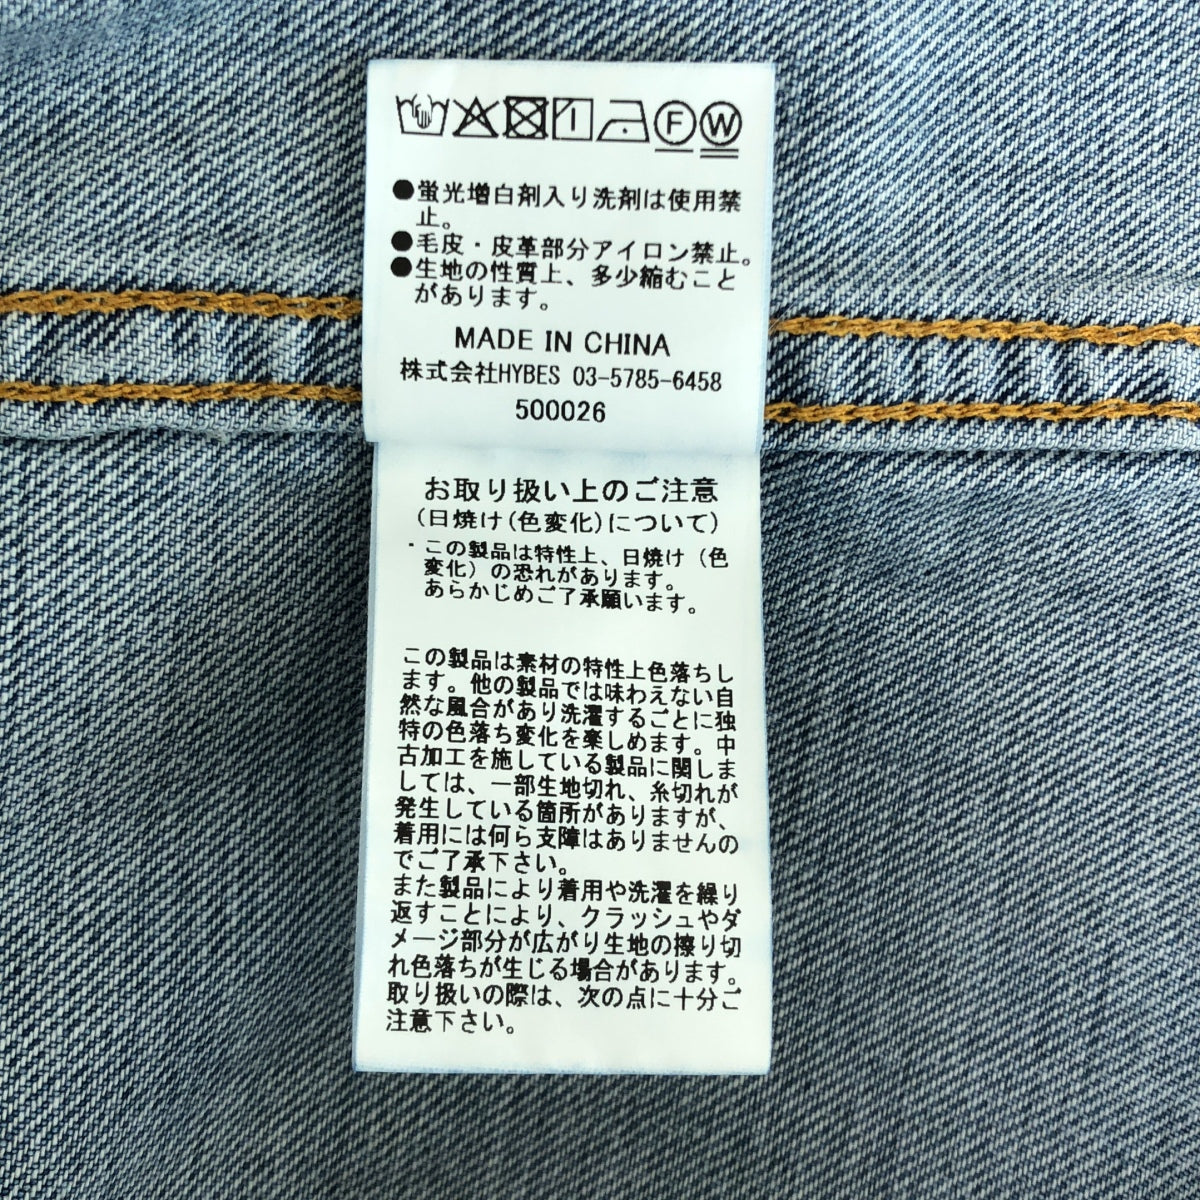 F W
●蛍光増白剤入り洗剤は使用禁
止。
●毛皮・皮革部分アイロン禁止。
●生地の性質上、多少縮むこと
があります。
MADE IN CHINA
株式会社HYBES 03-5785-6458
500026
お取り扱い上のご注意
(日焼け(色変化)について)
・この製品は特性上、日焼け（色
変化）の恐れがあります。
あらかじめご了承願います。
この製品は素材の特性上色落ちし
ます。他の製品では味わえない自
然な風合があり洗濯するごとに独
特の色落ち変化を楽しめます。中
古加工を施している製品に関しま
しては、一部生地切れ、糸切れが
発生している箇所がありますが、
着用には何ら支障はありませんの
でご了承下さい。
また製品により着用や洗濯を繰り
返すことにより、クラッシュやダ
メージ部分が広がり生地の擦り切
れ色落ちが生じる場合があります。
取り扱いの際は、次の点に十分ご
注意下さい。